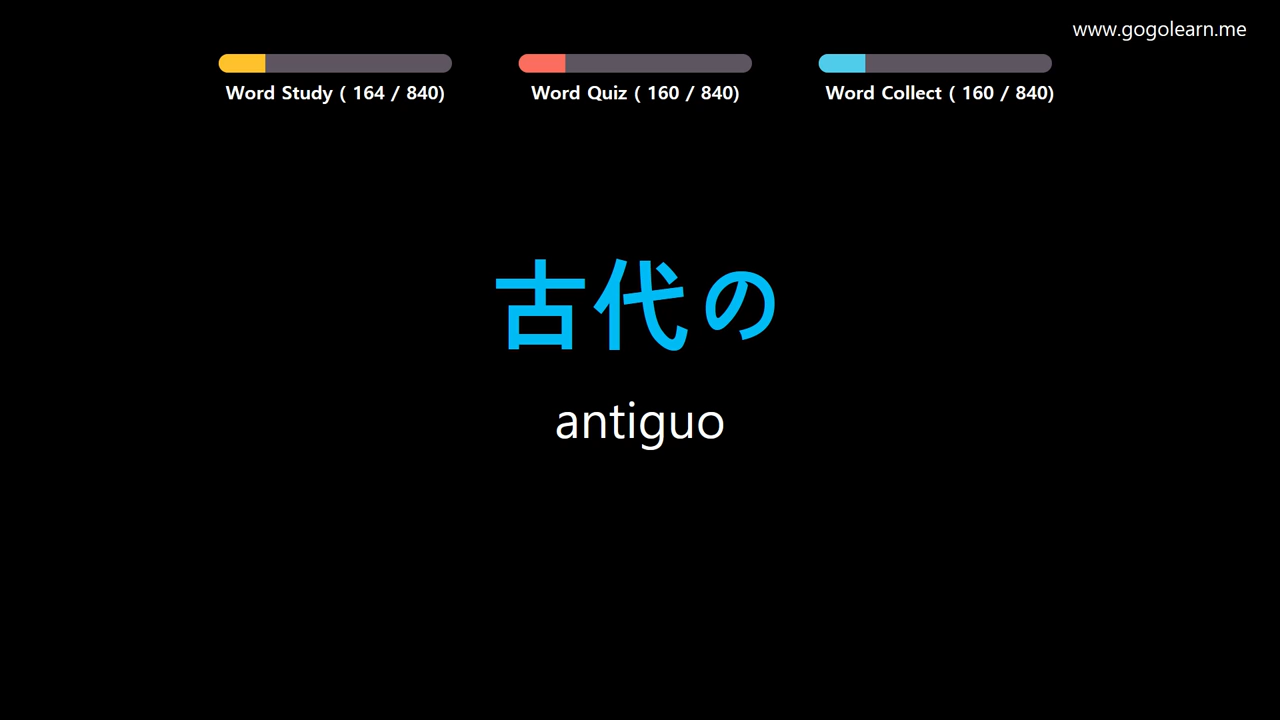 www.gogolearn.me
Word Study ( 164 / 840)
Word Quiz ( 160 / 840)
Word Collect ( 160 / 840)
古代の
antiguo